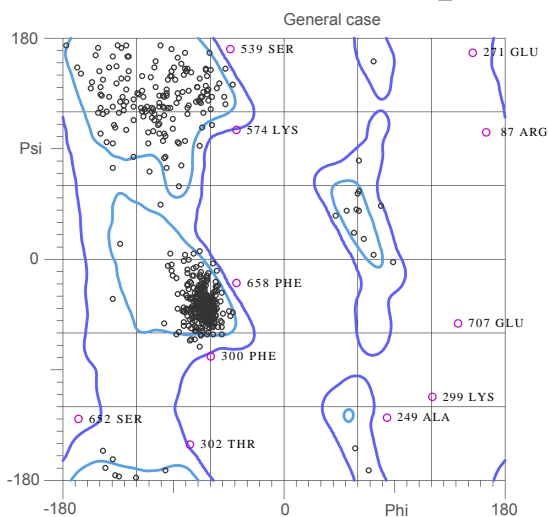 General case
180
539 SER
271 GLU
574 LYS
87 ARG
Psi
0
658 PHE
707 GLU
300 PHE
299 LYS
652 SER
249 ALA
302 THR
-180
-180
0
Phi
180